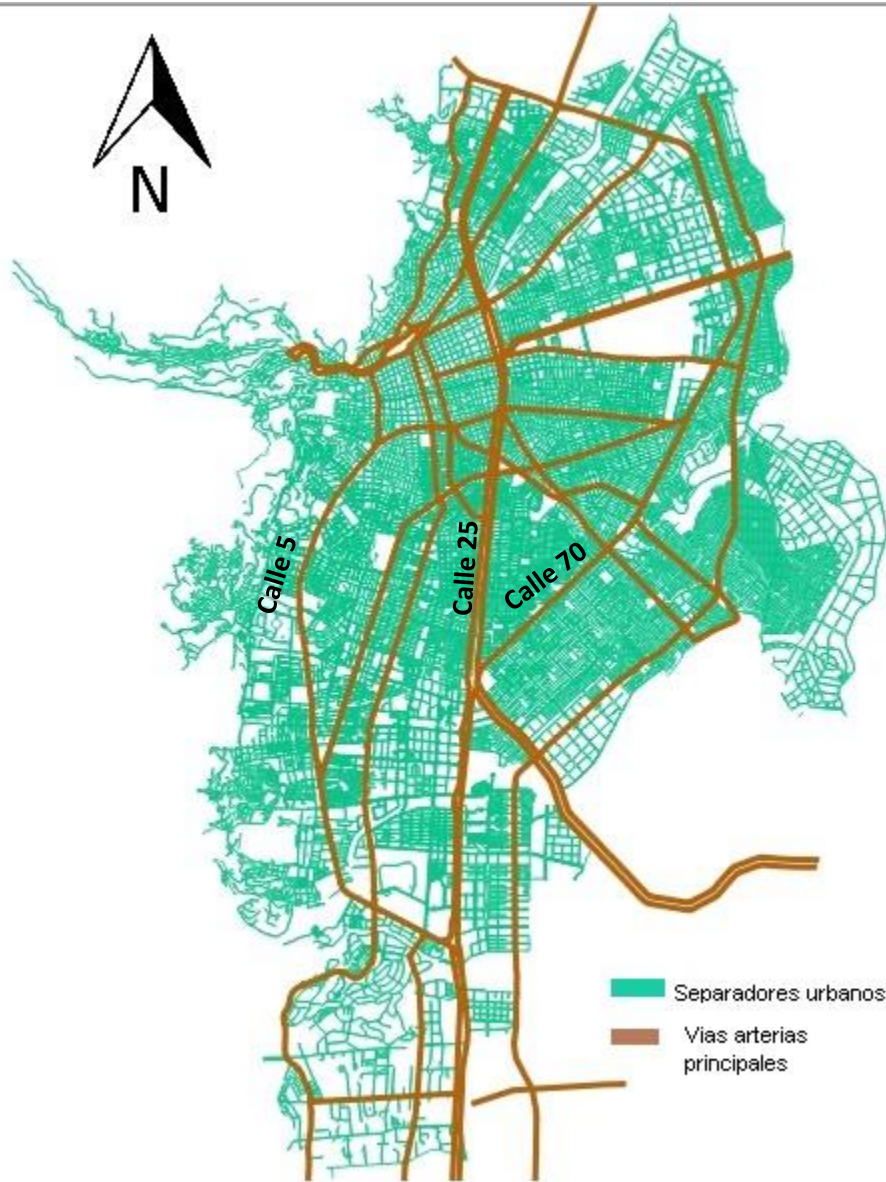 N
Calle 5
Calle 25
Calle 70
Separadores urbanos
Vias arterias
principales